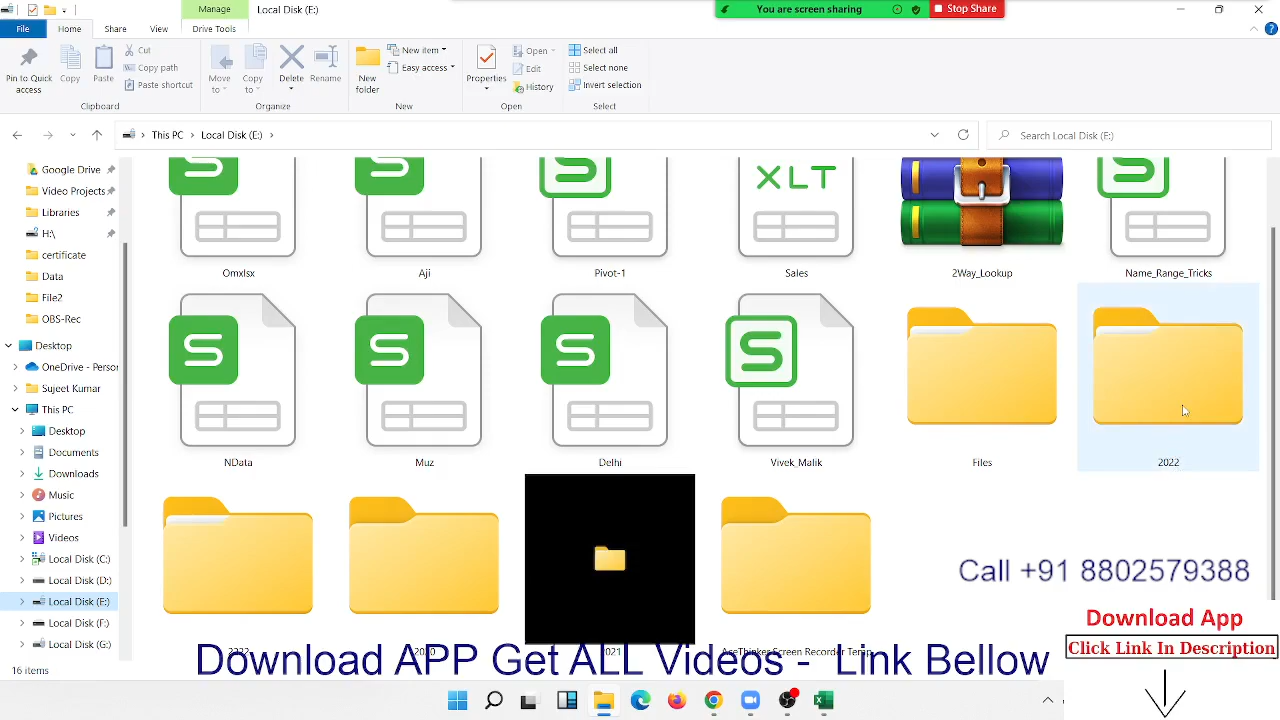 Manage
Local Disk (E:)
You are screen sharing
Stop Share
File
Home
Share
View
Drive Tools
Pin to Quick access
Copy
Paste
Cut
Copy path
Paste shortcut
Clipboard
Move to
Copy to
Delete
Rename
Organize
New folder
New item
Easy access
New
Properties
Open
Edit
History
Open
Select all
Select none
Invert selection
Select
This PC
Local Disk (E:)
Search Local Disk (E:)
Google Drive
Video Projects
Libraries
H:\
certificate
Data
File2
OBS-Rec
Desktop
OneDrive - Person
Sujeet Kumar
This PC
Desktop
Documents
Downloads
Music
Pictures
Videos
Local Disk (C:)
Local Disk (D:)
Local Disk (E:)
Local Disk (F:)
Local Disk (G:)
XLT
Omxlsx
Aji
Pivot-1
Sales
2Way_Lookup
Name_Range_Tricks
NData
Muz
Delhi
Vivek_Malik
Files
2022
AceThinker Screen Recorder Temp
Call +91 8802579388
Download App
Click Link In Description
Download APP Get ALL Videos - Link Bellow
16 items